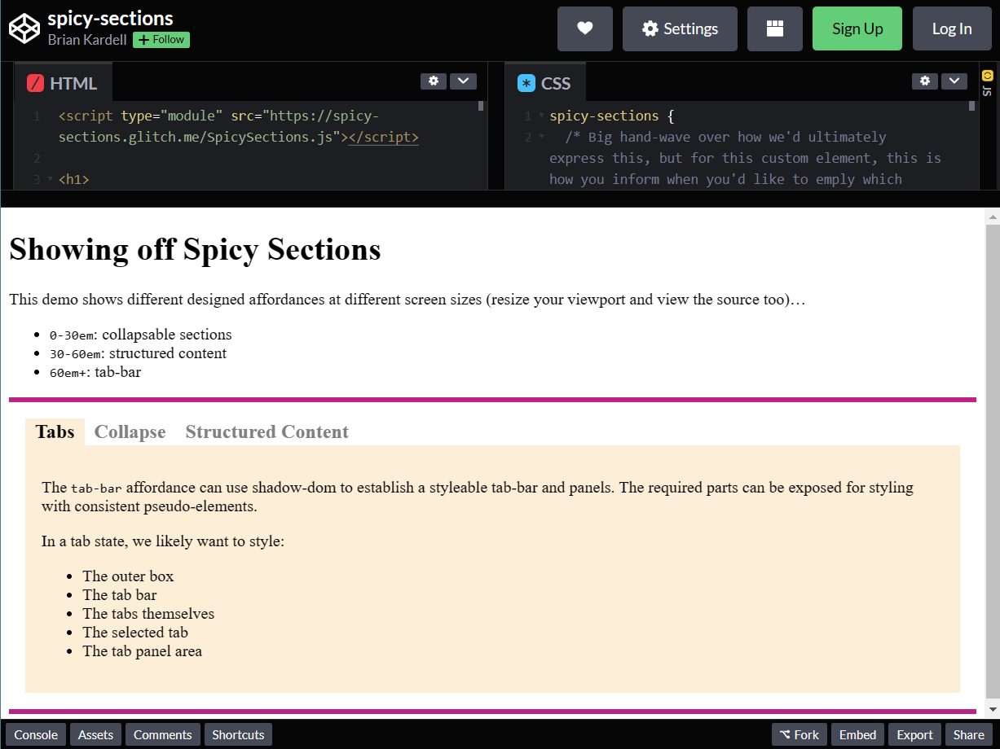 spicy-sections
Brian Kardell + Follow
Settings
Sign Up
Log In
HTML
CSS
JS
1 <script type="module" src="https://spicy-
sections.glitch.me/SpicySections.js"></script>
2
3 <h1>
1 spicy-sections {
2 /* Big hand-wave over how we'd ultimately
express this, but for this custom element, this is
how you inform when you'd like to emply which
Showing off Spicy Sections
This demo shows different designed affordances at different screen sizes (resize your viewport and view the source too)…
• 0-30em: collapsable sections
• 30-60em: structured content
• 60em+: tab-bar
Tabs Collapse Structured Content
The tab-bar affordance can use shadow-dom to establish a styleable tab-bar and panels. The required parts can be exposed for styling
with consistent pseudo-elements.
In a tab state, we likely want to style:
• The outer box
• The tab bar
• The tabs themselves
• The selected tab
• The tab panel area
Console Assets Comments Shortcuts Fork Embed Export Share